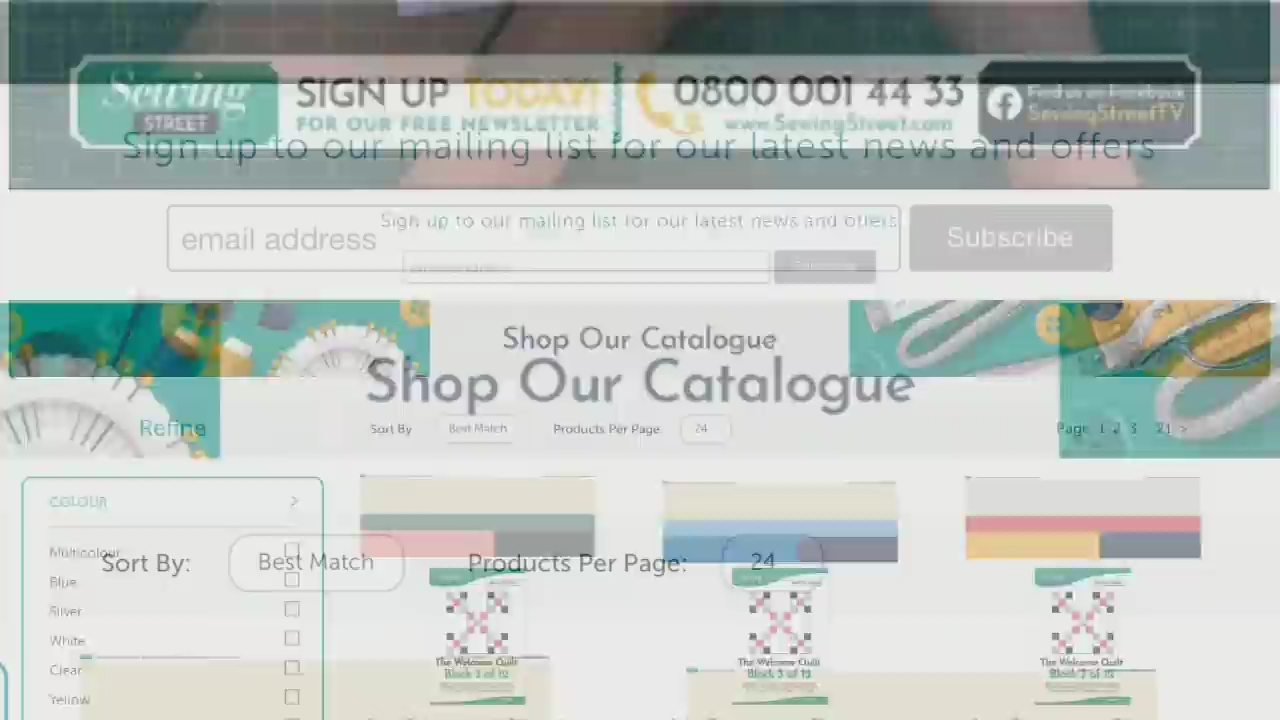 Sewing
STREET
SIGN UP TODAY!
FOR OUR FREE NEWSLETTER
0800 001 44 33
www.SewingStreet.com
Find us on Facebook
SewingStreetTV
Sign up to our mailing list for our latest news and offers
Sign up to our mailing list for our latest news and offers
email address
Subscribe
Shop Our Catalogue
Shop Our Catalogue
Refine
Sort By
Best Match
Products Per Page
24
Page 1 2 3 21 >
COLOUR >
Multicolour
Sort By:
Best Match
Products Per Page:
24
Blue
Silver
White
Clear
Yellow
The Welcome Quilt
The Welcome Quilt
The Welcome Quilt